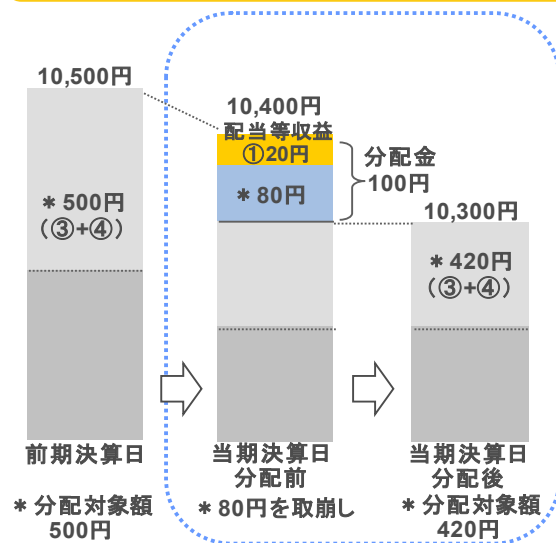 10,500円
＊500円
（③+④）
前期決算日
＊分配対象額
500円
10,400円
配当等収益
①20円
＊80円
分配金
100円
当期決算日
分配前
＊80円を取崩し
10,300円
＊420円
（③+④）
当期決算日
分配後
＊分配対象額
420円